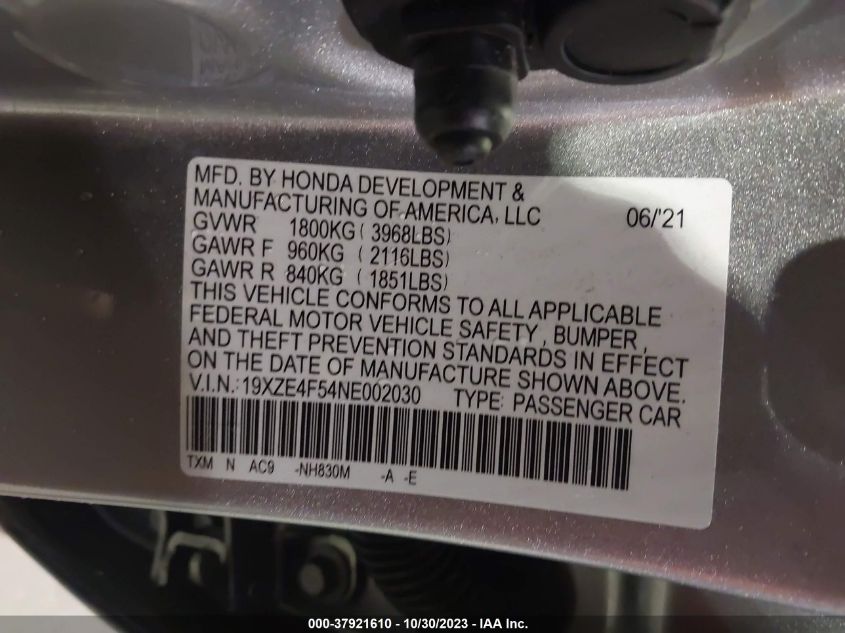 MFD. BY HONDA DEVELOPMENT &
MANUFACTURING OF AMERICA, LLC 06/'21
GVWR 1800KG ( 3968LBS)
GAWR F 960KG ( 2116LBS)
GAWR R 840KG ( 1851LBS)
THIS VEHICLE CONFORMS TO ALL APPLICABLE
FEDERAL MOTOR VEHICLE SAFETY , BUMPER ,
AND THEFT PREVENTION STANDARDS IN EFFECT
ON THE DATE OF MANUFACTURE SHOWN ABOVE.
V.I.N.: 19XZE4F54NE002030 TYPE: PASSENGER CAR
TXM N AC9 -NH830M -A -E
000-37921610 - 10/30/2023 - IAA Inc.